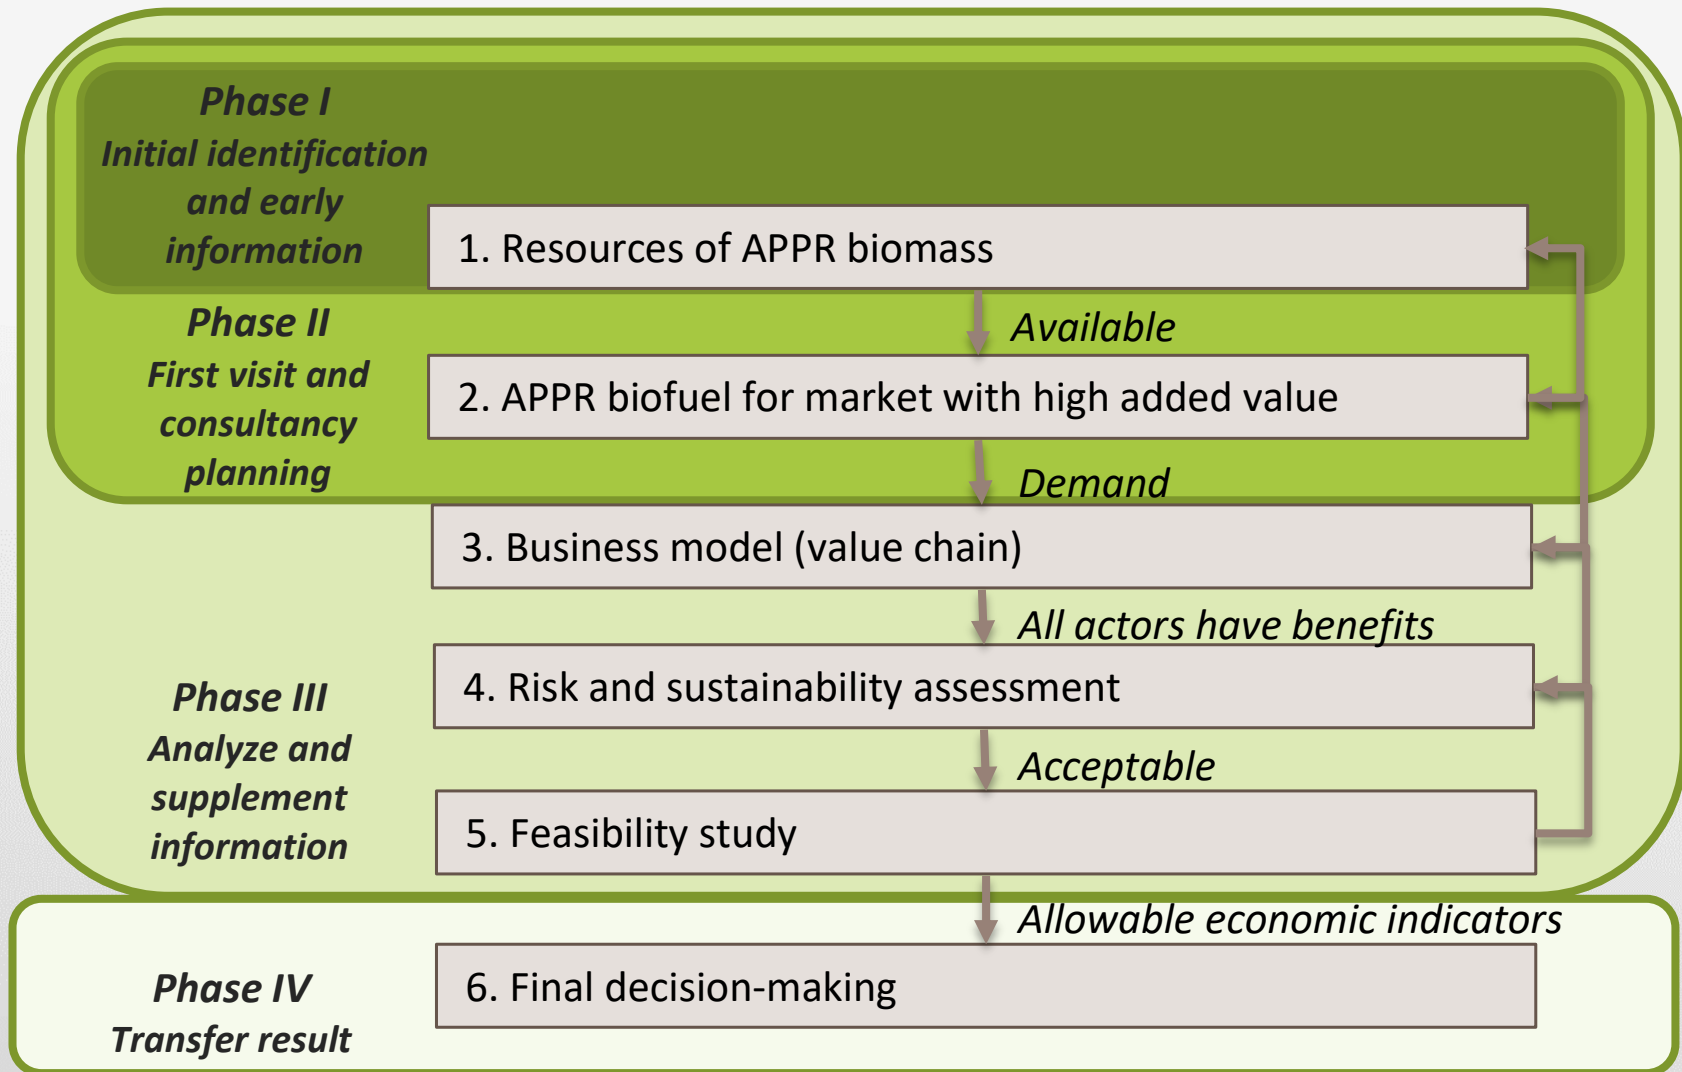 Phase I
Initial identification
and early
information
1. Resources of APPR biomass
Available
Phase II
First visit and
consultancy
planning
2. APPR biofuel for market with high added value
Demand
3. Business model (value chain)
All actors have benefits
Phase III
Analyze and
supplement
information
4. Risk and sustainability assessment
Acceptable
5. Feasibility study
Allowable economic indicators
Phase IV
Transfer result
6. Final decision-making